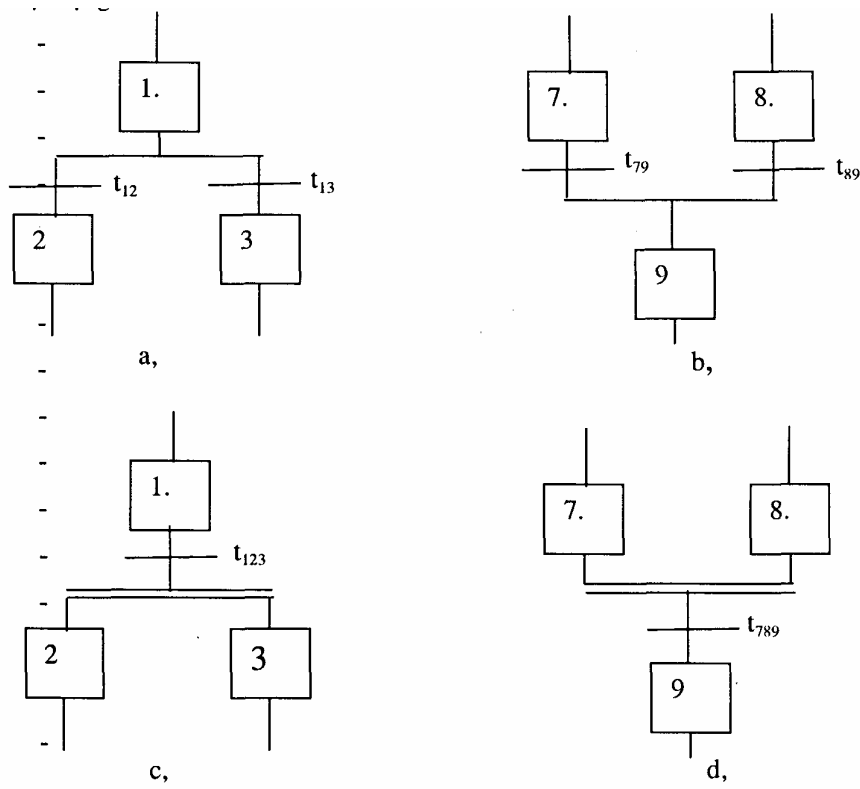 1.
t12
t13
2
3
a,
7.
8.
t79
t89
9
b,
1.
t123
2
3
c,
7.
8.
t789
9
d,